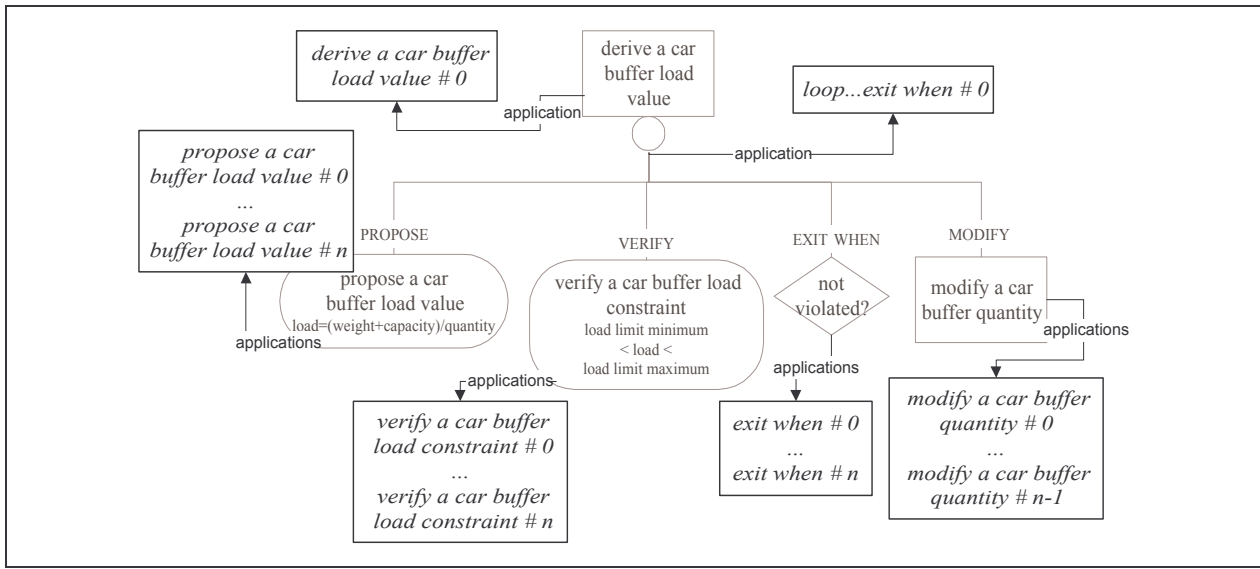 derive a car buffer
load value # 0
derive a car
buffer load
value
loop...exit when # 0
application
application
propose a car
buffer load value # 0
...
propose a car
buffer load value # n
PROPOSE
VERIFY
EXIT WHEN
MODIFY
propose a car
buffer load value
load=(weight+capacity)/quantity
verify a car buffer load
constraint
load limit minimum
< load <
load limit maximum
not
violated?
modify a car
buffer quantity
applications
applications
applications
applications
verify a car buffer
load constraint # 0
...
verify a car buffer
load constraint # n
exit when # 0
...
exit when # n
modify a car buffer
quantity # 0
...
modify a car buffer
quantity # n-1